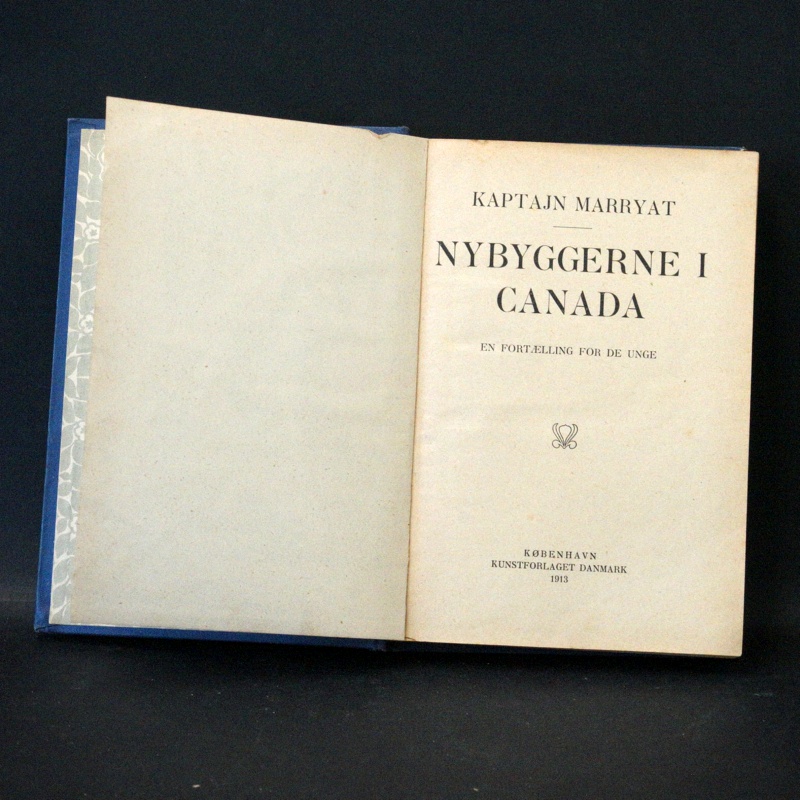 KAPTAJN MARRYAT
NYBYGGERNE I
CANADA
EN FORTÆLLING FOR DE UNGE
KØBENHAVN
KUNSTFORLAGET DANMARK
1913